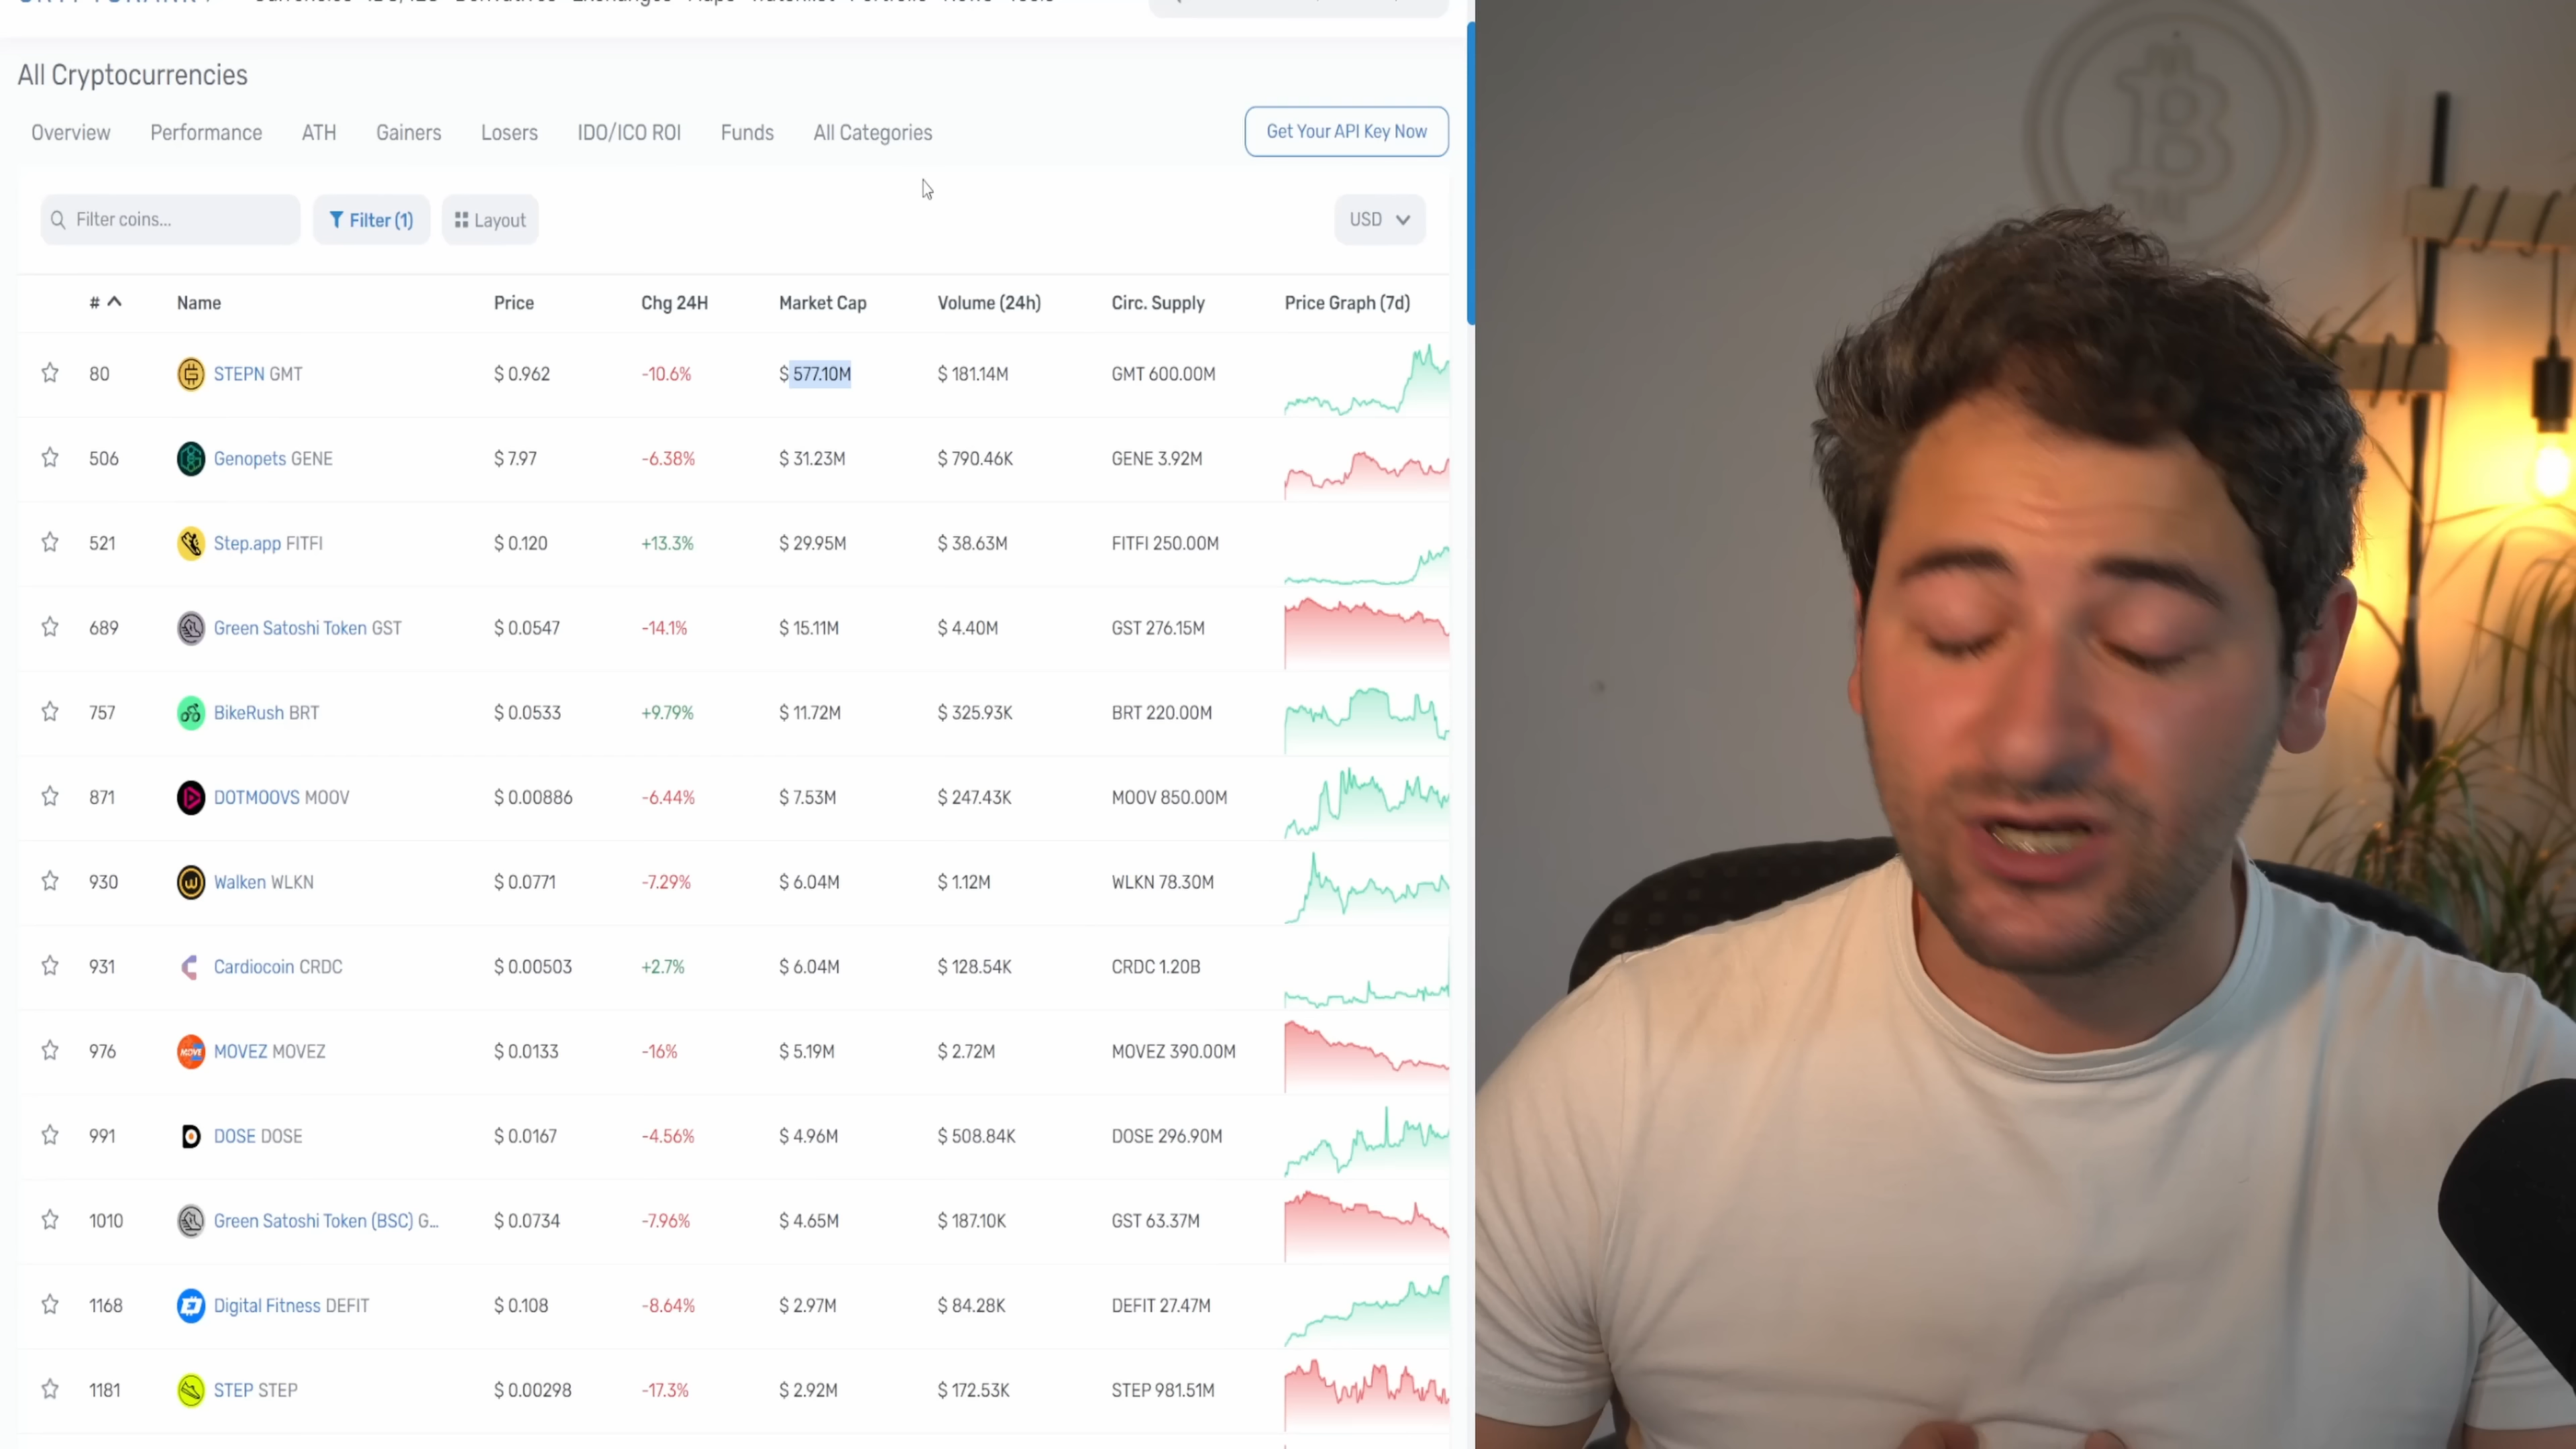 All Cryptocurrencies
Overview Performance ATH Gainers Losers IDO/ICO ROI Funds All Categories Get Your API Key Now
Filter coins... Filter (1) Layout USD
# Name Price Chg 24H Market Cap Volume (24h) Circ. Supply Price Graph (7d)
80 STEPN GMT $ 0.962 -10.6% $ 577.10M $ 181.14M GMT 600.00M
506 Genopets GENE $ 7.97 -6.38% $ 31.23M $ 790.46K GENE 3.92M
521 Step.app FITFI $ 0.120 +13.3% $ 29.95M $ 38.63M FITFI 250.00M
689 Green Satoshi Token GST $ 0.0547 -14.1% $ 15.11M $ 4.40M GST 276.15M
757 BikeRush BRT $ 0.0533 +9.79% $ 11.72M $ 325.93K BRT 220.00M
871 DOTMOOVS MOOV $ 0.00886 -6.44% $ 7.53M $ 247.43K MOOV 850.00M
930 Walken WLKN $ 0.0771 -7.29% $ 6.04M $ 1.12M WLKN 78.30M
931 Cardiocoin CRDC $ 0.00503 +2.7% $ 6.04M $ 128.54K CRDC 1.20B
976 MOVEZ MOVEZ $ 0.0133 -16% $ 5.19M $ 2.72M MOVEZ 390.00M
991 DOSE DOSE $ 0.0167 -4.56% $ 4.96M $ 508.84K DOSE 296.90M
1010 Green Satoshi Token (BSC) G... $ 0.0734 -7.96% $ 4.65M $ 187.10K GST 63.37M
1168 Digital Fitness DEFIT $ 0.108 -8.64% $ 2.97M $ 84.28K DEFIT 27.47M
1181 STEP STEP $ 0.00298 -17.3% $ 2.92M $ 172.53K STEP 981.51M